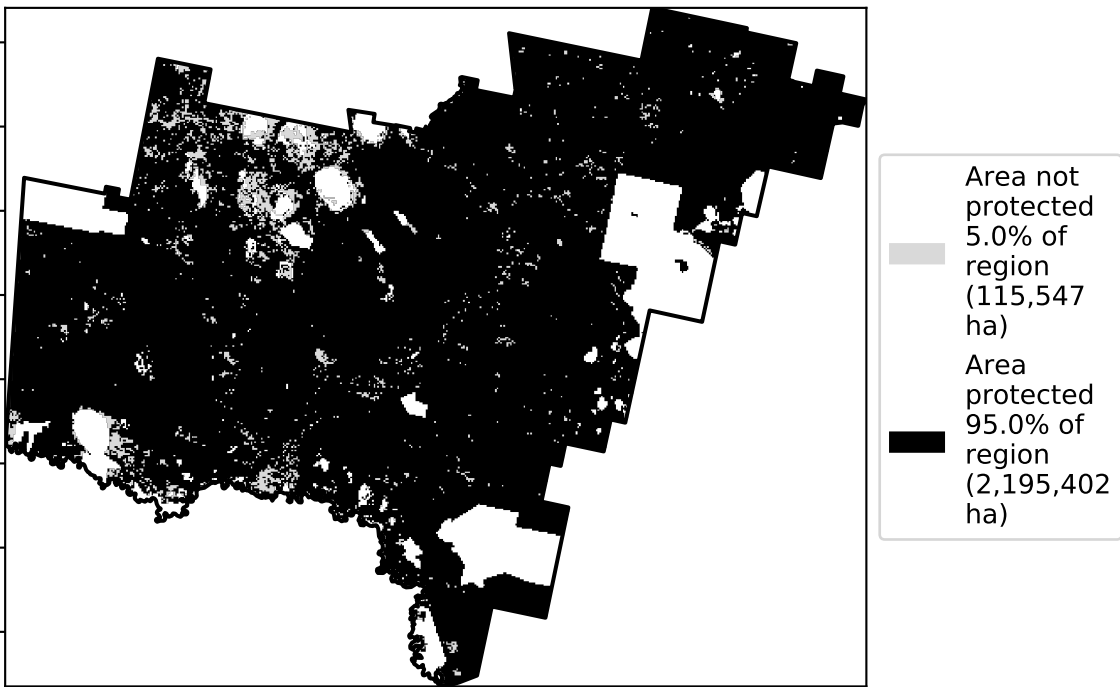 Area not
protected
5.0% of
region
(115,547
ha)
Area
protected
95.0% of
region
(2,195,402
ha)